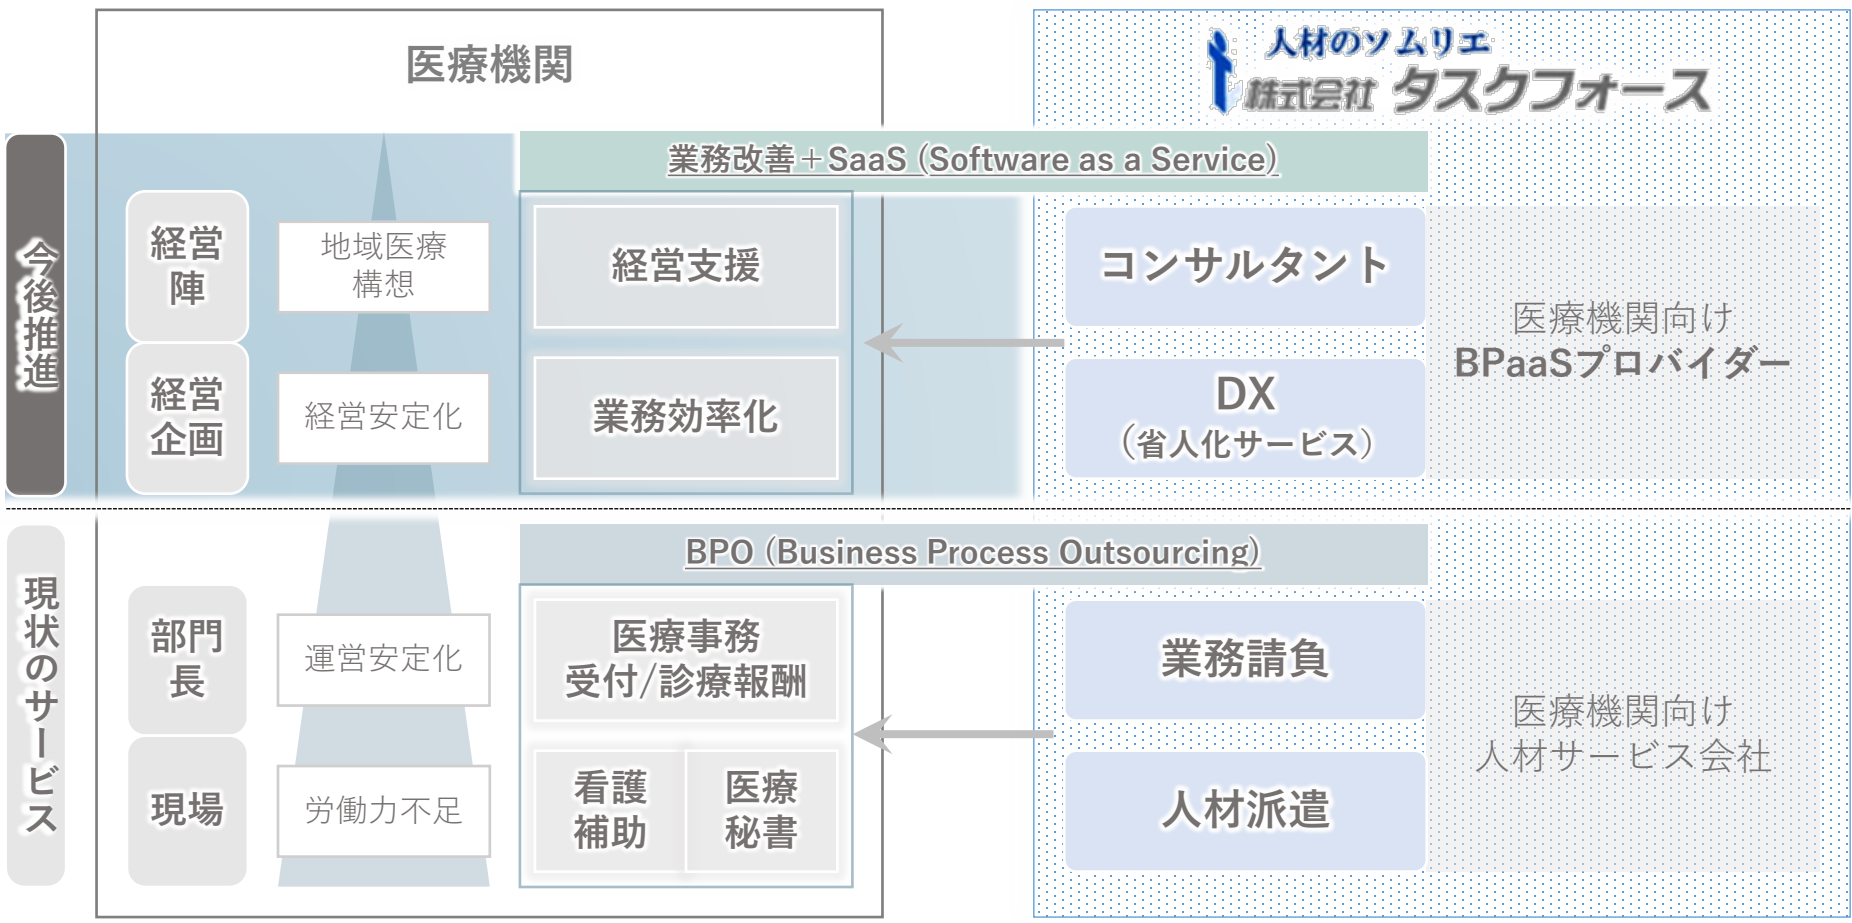 医療機関
人材のソムリエ
株式会社 タスクフォース
今後推進
業務改善＋SaaS (Software as a Service)
経営
陣
地域医療
構想
経営支援
コンサルタント
経営
企画
経営安定化
業務効率化
DX
（省人化サービス）
医療機関向け
BPaaSプロバイダー
現状のサービス
BPO (Business Process Outsourcing)
部門
長
運営安定化
医療事務
受付/診療報酬
業務請負
現場
労働力不足
看護
補助
医療
秘書
人材派遣
医療機関向け
人材サービス会社